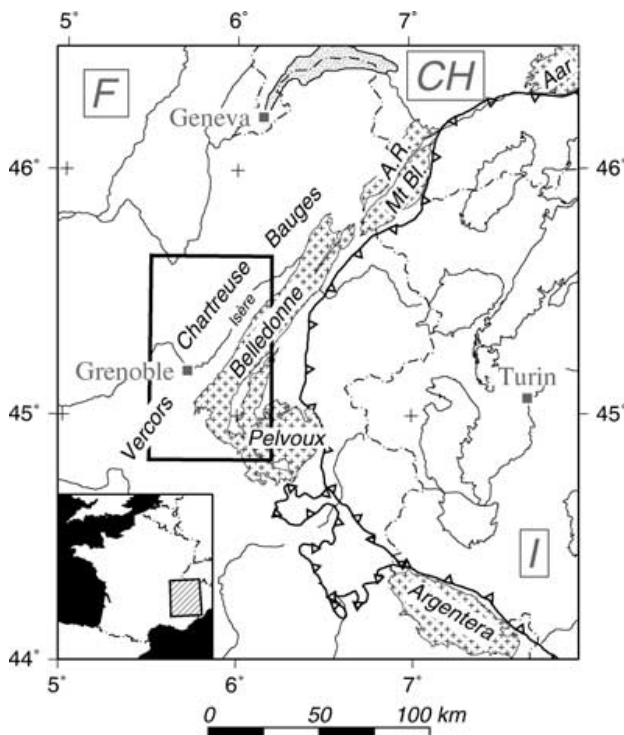 6˚ 7˚
F
CH
Aar
Geneva
46˚ 46˚
A.R
Mt Bl.
Bauges
Chartreuse
Isère
Belledonne
Grenoble
Turin
45˚ 45˚
Vercors
Pelvoux
I
Argentera
44˚ 44˚
5˚ 6˚ 7˚
0 50 100 km